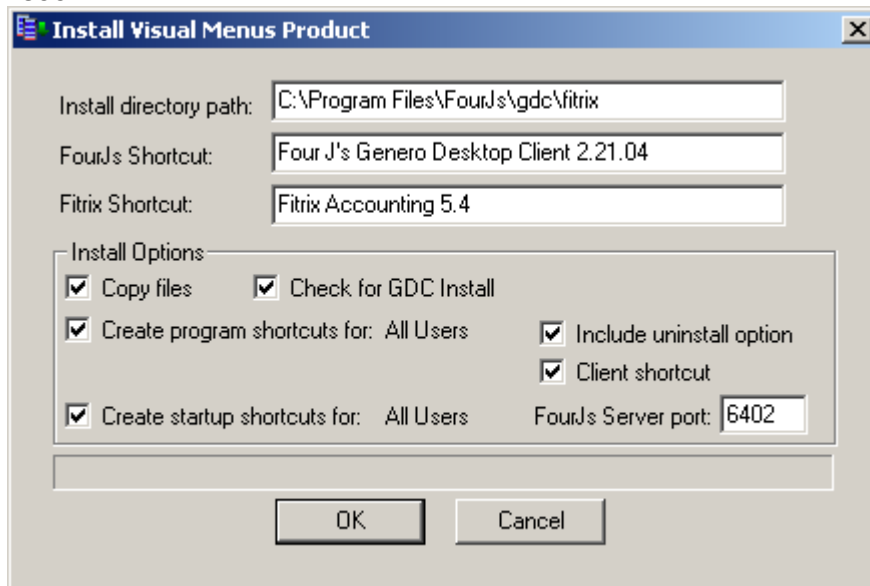 Install Visual Menus Product
Install directory path: C:\Program Files\FourJs\gdc\fitrix
FourJs Shortcut: Four J's Genero Desktop Client 2.21.04
Fitrix Shortcut: Fitrix Accounting 5.4
Install Options
Copy files Check for GDC Install
Create program shortcuts for: All Users Include uninstall option
Client shortcut
Create startup shortcuts for: All Users FourJs Server port: 6402
OK Cancel